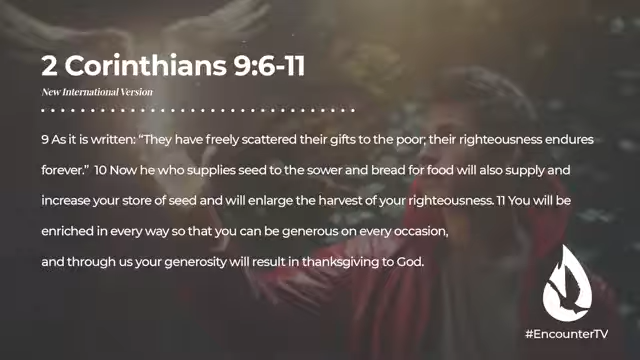 2 Corinthians 9:6-11
New International Version
9 As it is written: “They have freely scattered their gifts to the poor; their righteousness endures
forever.”  10 Now he who supplies seed to the sower and bread for food will also supply and
increase your store of seed and will enlarge the harvest of your righteousness. 11 You will be
enriched in every way so that you can be generous on every occasion,
and through us your generosity will result in thanksgiving to God.
#EncounterTV